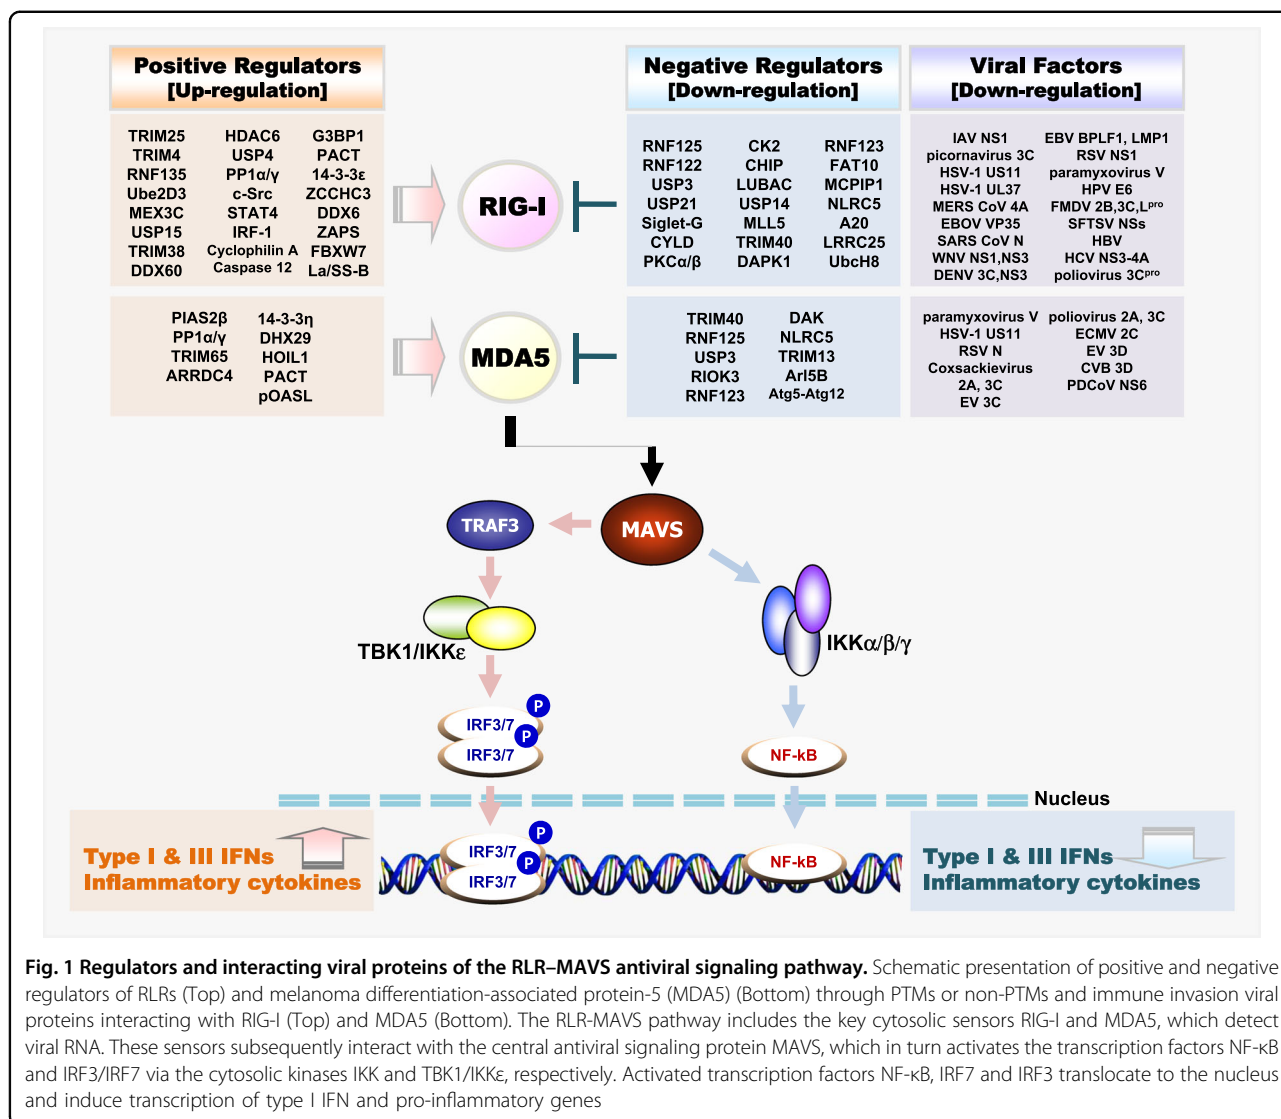 Positive Regulators
[Up-regulation]
TRIM25
TRIM4
RNF135
Ube2D3
MEX3C
USP15
TRIM38
DDX60
HDAC6
USP4
PP1α/γ
c-Src
STAT4
IRF-1
Cyclophilin A
Caspase 12
G3BP1
PACT
14-3-3ε
ZCCHC3
DDX6
ZAPS
FBXW7
La/SS-B
RIG-I
Negative Regulators
[Down-regulation]
RNF125
RNF122
USP3
USP21
Siglet-G
CYLD
PKCα/β
CK2
CHIP
LUBAC
USP14
MLL5
TRIM40
DAPK1
RNF123
FAT10
MCPIP1
NLRC5
A20
LRRC25
UbcH8
Viral Factors
[Down-regulation]
IAV NS1
picornavirus 3C
HSV-1 US11
HSV-1 UL37
MERS CoV 4A
EBOV VP35
SARS CoV N
WNV NS1,NS3
DENV 3C,NS3
EBV BPLF1, LMP1
RSV NS1
paramyxovirus V
HPV E6
FMDV 2B,3C,Lpro
SFTSV NSs
HBV
HCV NS3-4A
poliovirus 3Cpro
PIAS2β
PP1α/γ
TRIM65
ARRDC4
14-3-3η
DHX29
HOIL1
PACT
pOASL
MDA5
TRIM40
RNF125
USP3
RIOK3
RNF123
DAK
NLRC5
TRIM13
Arl5B
Atg5-Atg12
paramyxovirus V
HSV-1 US11
RSV N
Coxsackievirus
2A, 3C
EV 3C
poliovirus 2A, 3C
ECMV 2C
EV 3D
CVB 3D
PDCoV NS6
TRAF3
MAVS
TBK1/IKKε
IKKα/β/γ
P
IRF3/7
P
IRF3/7
NF-kB
Nucleus
Type I & III IFNs
Inflammatory cytokines
P
IRF3/7
P
IRF3/7
NF-kB
Type I & III IFNs
Inflammatory cytokines
Fig. 1 Regulators and interacting viral proteins of the RLR–MAVS antiviral signaling pathway. Schematic presentation of positive and negative
regulators of RLRs (Top) and melanoma differentiation-associated protein-5 (MDA5) (Bottom) through PTMs or non-PTMs and immune invasion viral
proteins interacting with RIG-I (Top) and MDA5 (Bottom). The RLR-MAVS pathway includes the key cytosolic sensors RIG-I and MDA5, which detect
viral RNA. These sensors subsequently interact with the central antiviral signaling protein MAVS, which in turn activates the transcription factors NF-κB
and IRF3/IRF7 via the cytosolic kinases IKK and TBK1/IKKε, respectively. Activated transcription factors NF-κB, IRF7 and IRF3 translocate to the nucleus
and induce transcription of type I IFN and pro-inflammatory genes